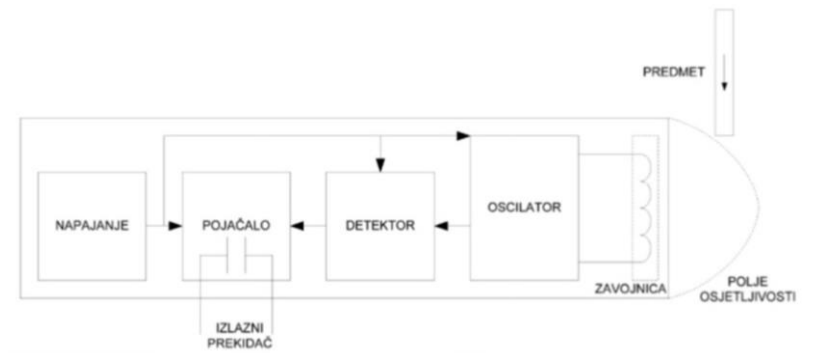 PREDMET
NAPAJANJE
POJAČALO
DETEKTOR
OSCILATOR
ZAVOJNICA
POLJE
OSJETLJIVOSTI
IZLAZNI
PREKIDAČ